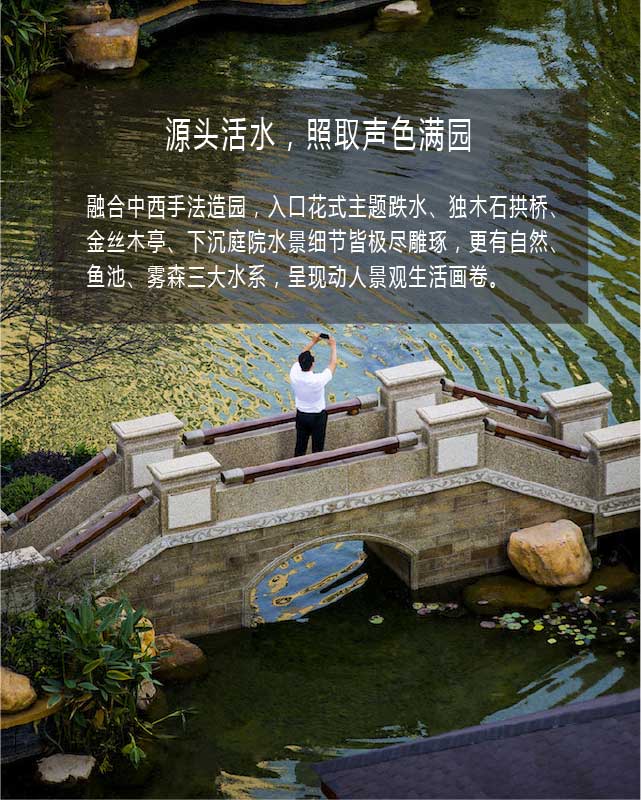 源头活水，照取声色满园
融合中西手法造园，入口花式主题跌水、独木石拱桥、
金丝木亭、下沉庭院水景细节皆极尽雕琢，更有自然、
鱼池、雾森三大水系，呈现动人景观生活画卷。